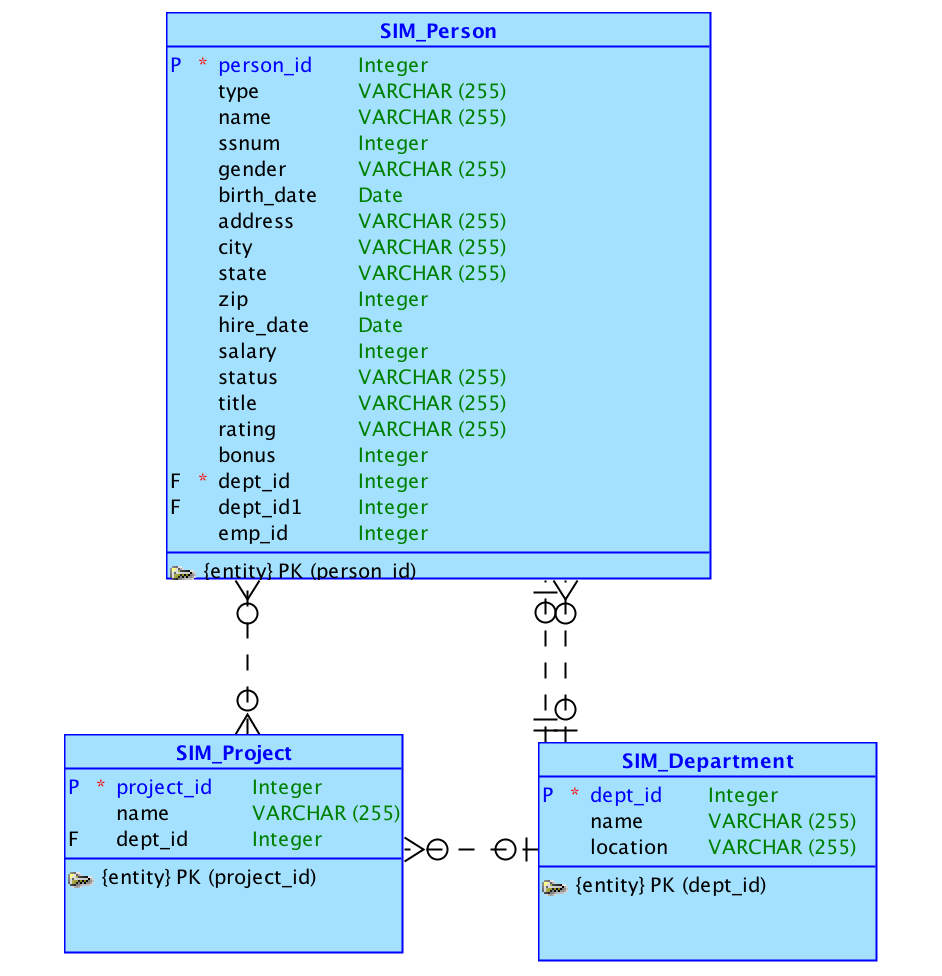 SIM_Person
P * person_id Integer
type VARCHAR (255)
name VARCHAR (255)
ssnum Integer
gender VARCHAR (255)
birth_date Date
address VARCHAR (255)
city VARCHAR (255)
state VARCHAR (255)
zip Integer
hire_date Date
salary Integer
status VARCHAR (255)
title VARCHAR (255)
rating VARCHAR (255)
bonus Integer
F * dept_id Integer
F dept_id1 Integer
emp_id Integer
{entity} PK (person_id)
SIM_Project
P * project_id Integer
name VARCHAR (255)
F dept_id Integer
{entity} PK (project_id)
SIM_Department
P * dept_id Integer
name VARCHAR (255)
location VARCHAR (255)
{entity} PK (dept_id)